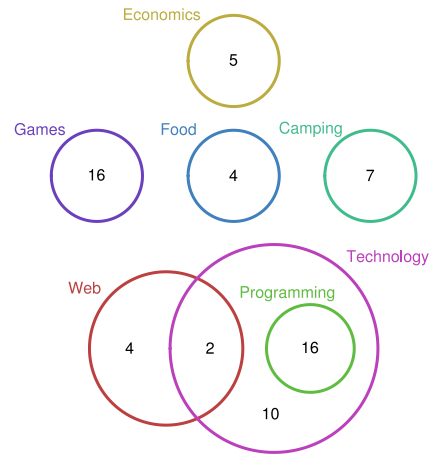 Economics
5
Games
Food
Camping
16
4
7
Technology
Web
Programming
4
2
16
10